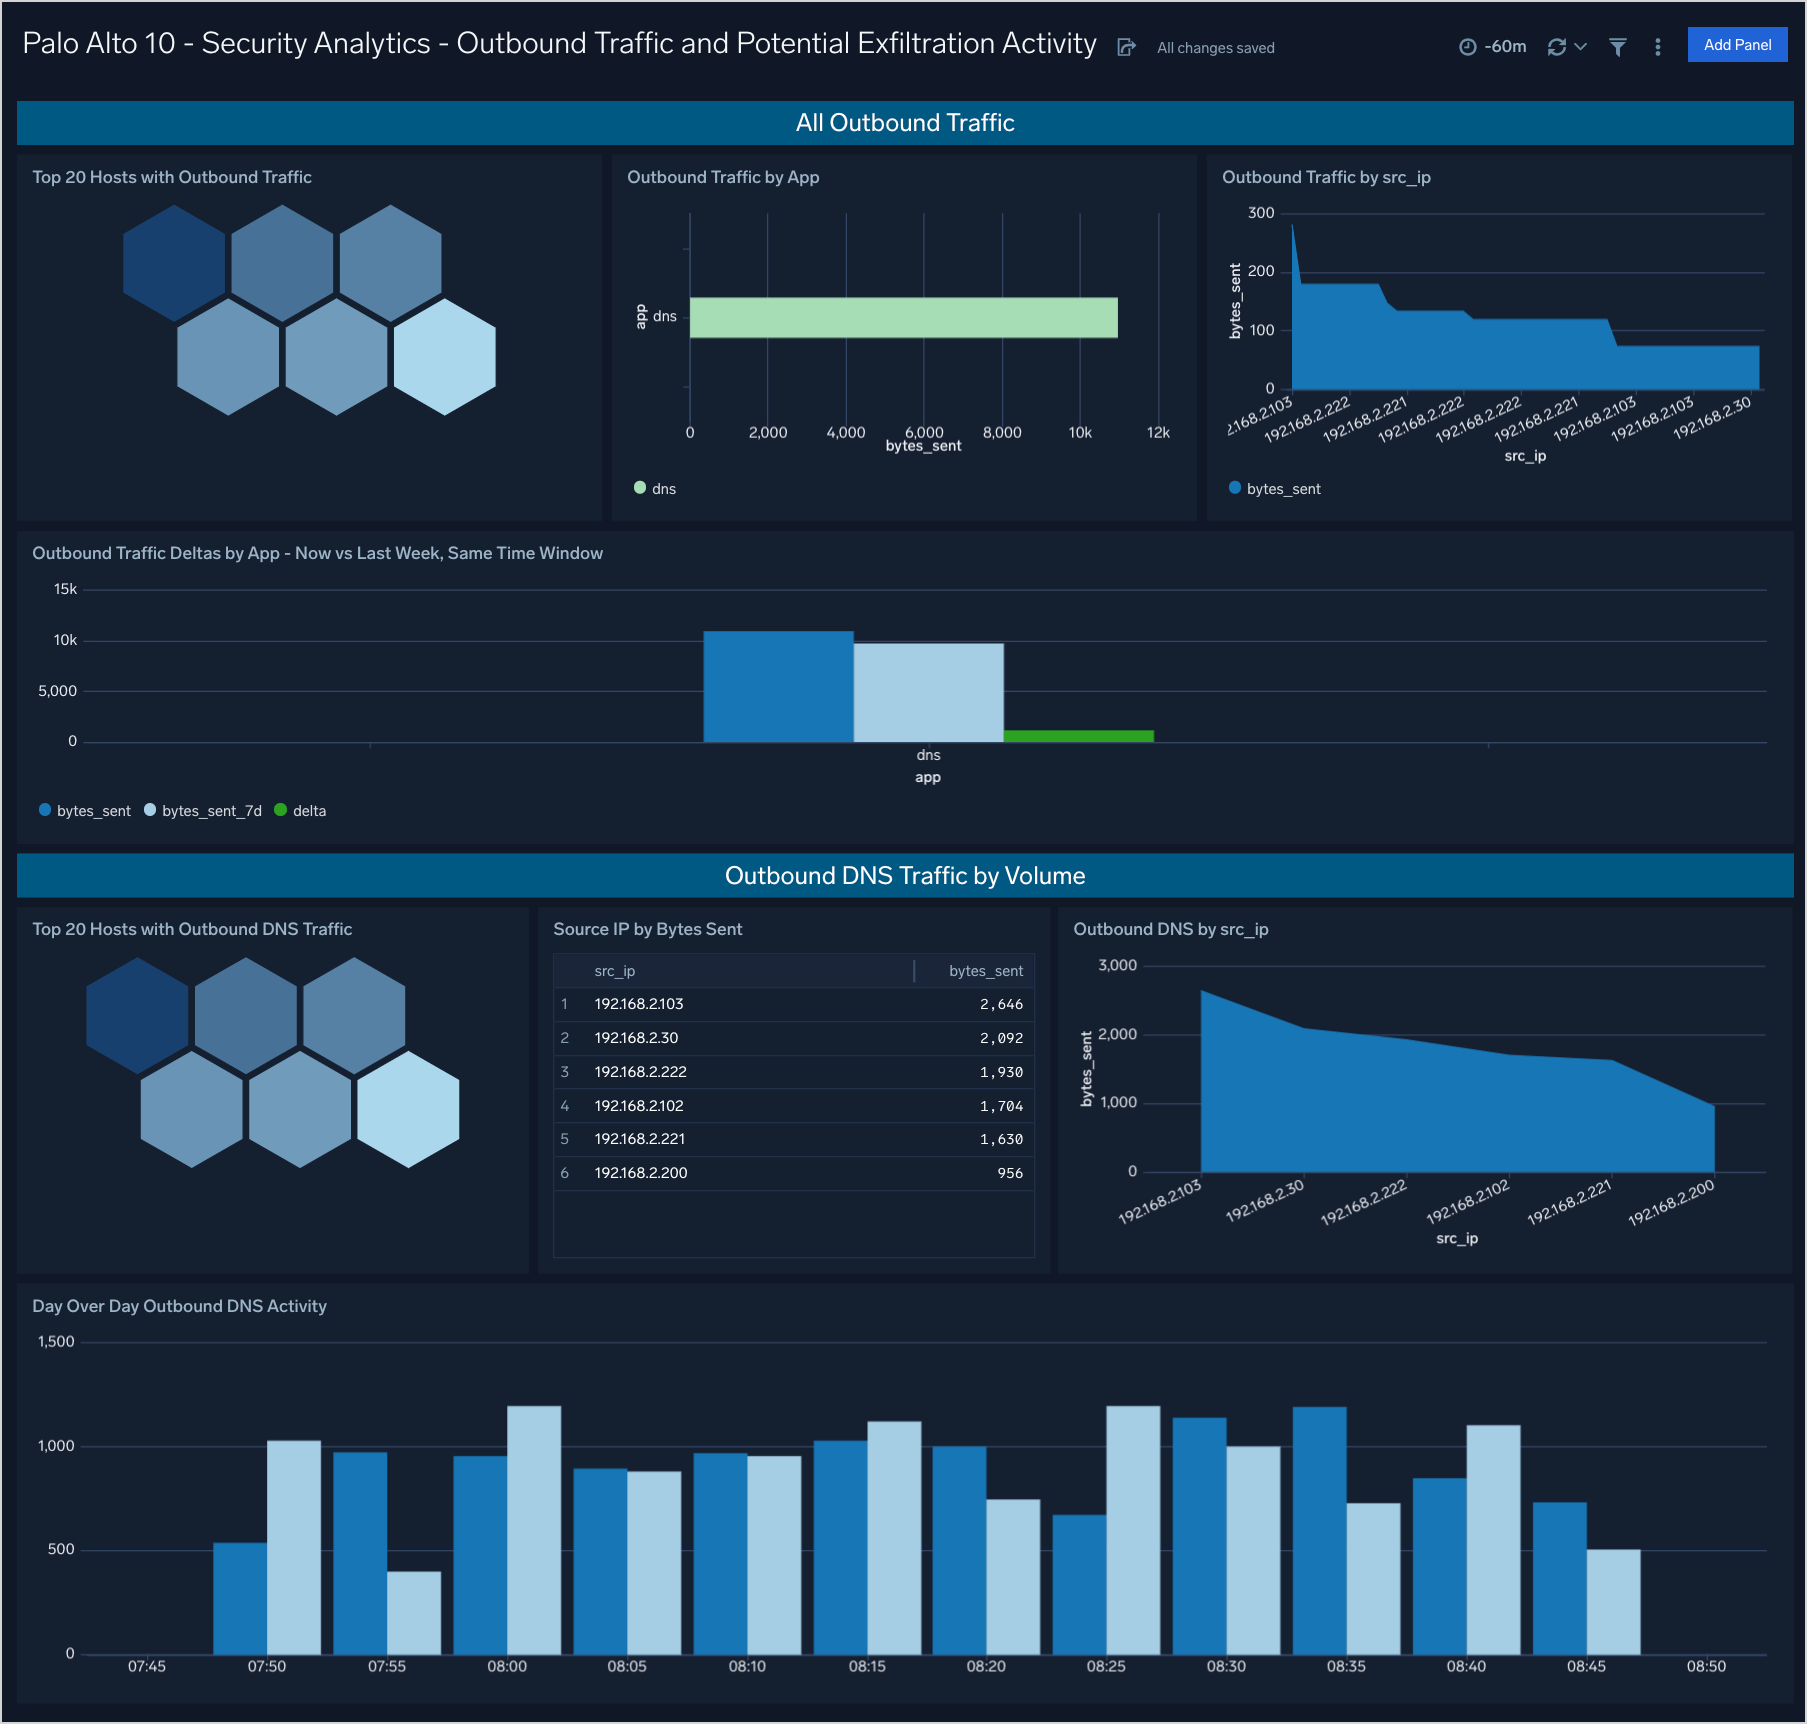 Palo Alto 10 - Security Analytics - Outbound Traffic and Potential Exfiltration Activity All changes saved -60m Add Panel
All Outbound Traffic
Top 20 Hosts with Outbound Traffic
Outbound Traffic by App
app
dns
0 2,000 4,000 6,000 8,000 10k 12k
bytes_sent
dns
Outbound Traffic by src_ip
300
200
100
0
bytes_sent
2.168.2.103 192.168.2.222 192.168.2.221 192.168.2.222 192.168.2.222 192.168.2.221 192.168.2.103 192.168.2.103 192.168.2.30
src_ip
bytes_sent
Outbound Traffic Deltas by App - Now vs Last Week, Same Time Window
15k
10k
5,000
0
dns
app
bytes_sent bytes_sent_7d delta
Outbound DNS Traffic by Volume
Top 20 Hosts with Outbound DNS Traffic
Source IP by Bytes Sent
src_ip bytes_sent
1 192.168.2.103 2,646
2 192.168.2.30 2,092
3 192.168.2.222 1,930
4 192.168.2.102 1,704
5 192.168.2.221 1,630
6 192.168.2.200 956
Outbound DNS by src_ip
3,000
2,000
1,000
0
bytes_sent
192.168.2.103 192.168.2.30 192.168.2.222 192.168.2.102 192.168.2.221 192.168.2.200
src_ip
Day Over Day Outbound DNS Activity
1,500
1,000
500
0
07:45 07:50 07:55 08:00 08:05 08:10 08:15 08:20 08:25 08:30 08:35 08:40 08:45 08:50